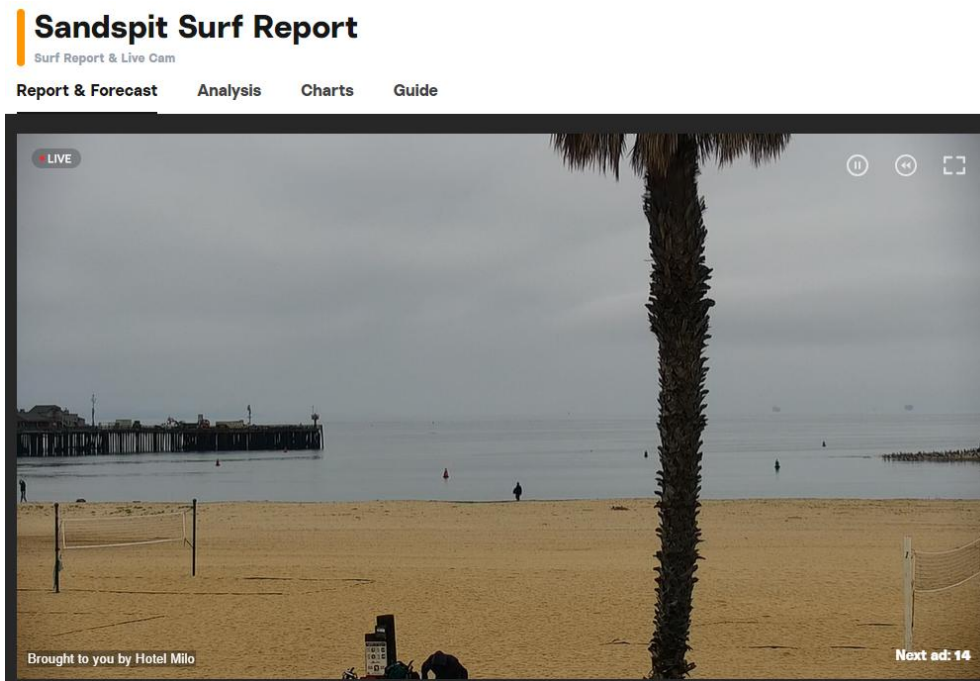 Sandspit Surf Report
Surf Report & Live Cam
Report & Forecast Analysis Charts Guide
LIVE
Brought to you by Hotel Milo
Next ad: 14